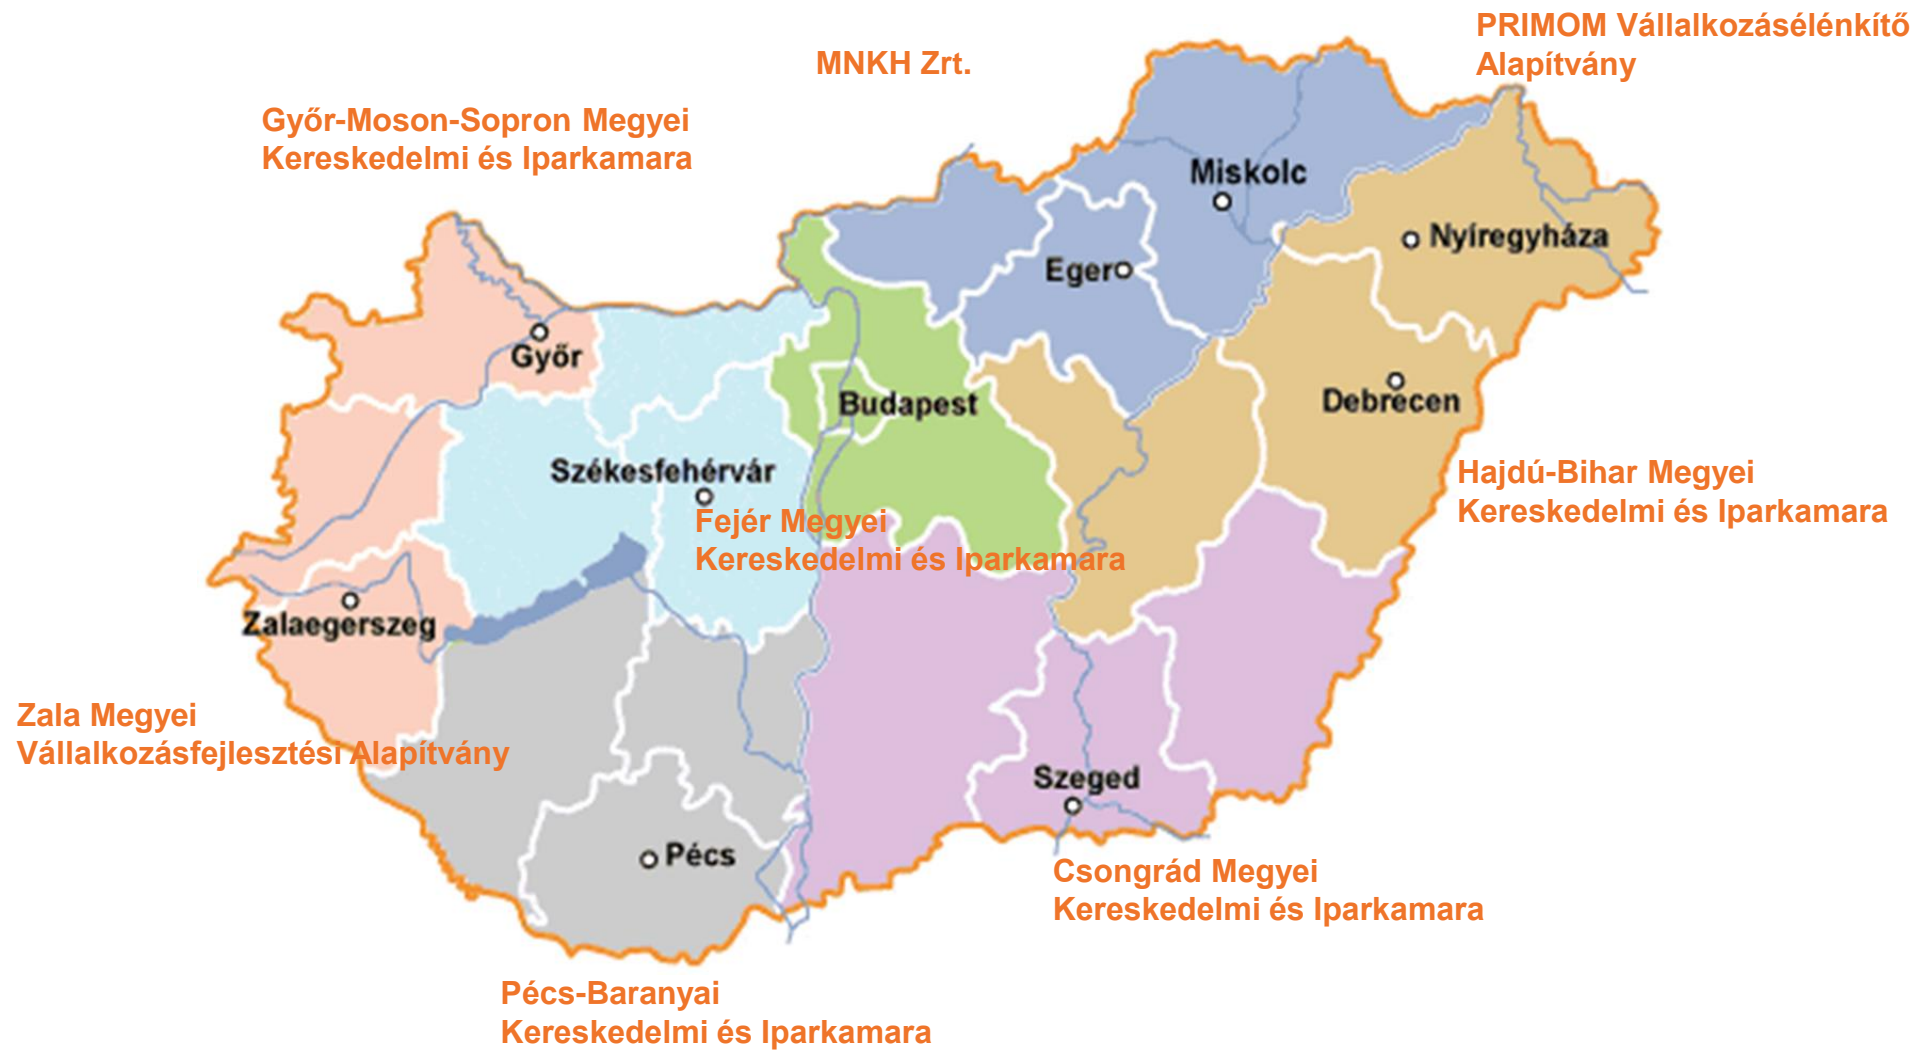 PRIMOM Vállalkozásélénkítő
Alapítvány
MNKH Zrt.
Győr-Moson-Sopron Megyei
Kereskedelmi és Iparkamara
Miskolc
Nyíregyháza
Eger
Győr
Budapest
Debrecen
Székesfehérvár
Hajdú-Bihar Megyei
Kereskedelmi és Iparkamara
Fejér Megyei
Kereskedelmi és Iparkamara
Zalaegerszeg
Zala Megyei
Vállalkozásfejlesztési Alapítvány
Szeged
Pécs
Csongrád Megyei
Kereskedelmi és Iparkamara
Pécs-Baranyai
Kereskedelmi és Iparkamara